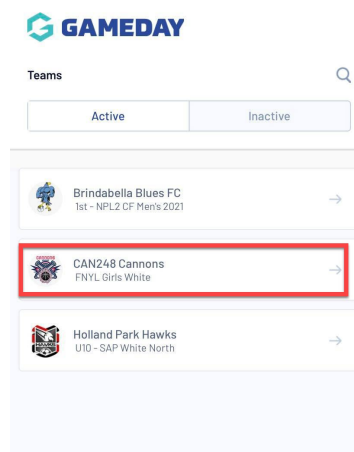 GAMEDAY
Teams
Active
Inactive
Brindabella Blues FC
1st - NPL2 CF Men's 2021
CANNONS
CAN248 Cannons
FNYL Girls White
Holland Park Hawks
U10 - SAP White North